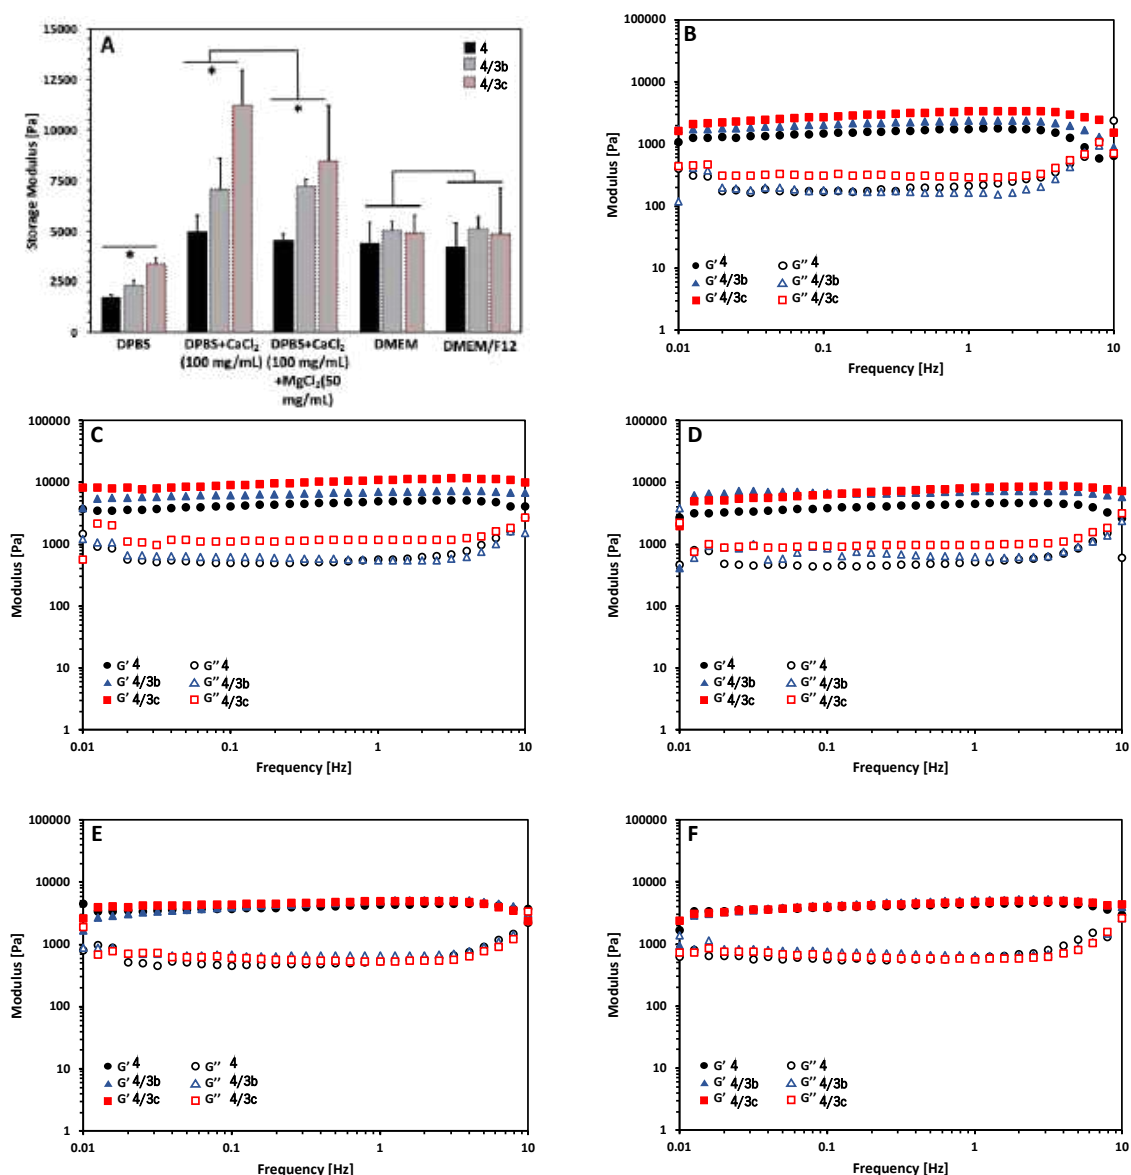 A
15000
12500
10000
7500
5000
2500
0
Storage Modulus [Pa]
4
4/3b
4/3c
*
*
*
DPBS
DPBS+CaCl₂
(100 mg/mL)
DPBS+CaCl₂
(100 mg/mL)
+MgCl₂(50
mg/mL)
DMEM
DMEM/F12
B
100000
10000
1000
100
10
1
Modulus [Pa]
G' 4
G' 4/3b
G' 4/3c
G'' 4
G'' 4/3b
G'' 4/3c
0.01
0.1
1
10
Frequency [Hz]
C
100000
10000
1000
100
10
1
Modulus [Pa]
G' 4
G' 4/3b
G' 4/3c
G'' 4
G'' 4/3b
G'' 4/3c
0.01
0.1
1
10
Frequency [Hz]
D
100000
10000
1000
100
10
1
Modulus [Pa]
G' 4
G' 4/3b
G' 4/3c
G'' 4
G'' 4/3b
G'' 4/3c
0.01
0.1
1
10
Frequency [Hz]
E
100000
10000
1000
100
10
1
Modulus [Pa]
G' 4
G' 4/3b
G' 4/3c
G'' 4
G'' 4/3b
G'' 4/3c
0.01
0.1
1
10
Frequency [Hz]
F
100000
10000
1000
100
10
1
Modulus [Pa]
G' 4
G' 4/3b
G' 4/3c
G'' 4
G'' 4/3b
G'' 4/3c
0.01
0.1
1
10
Frequency [Hz]